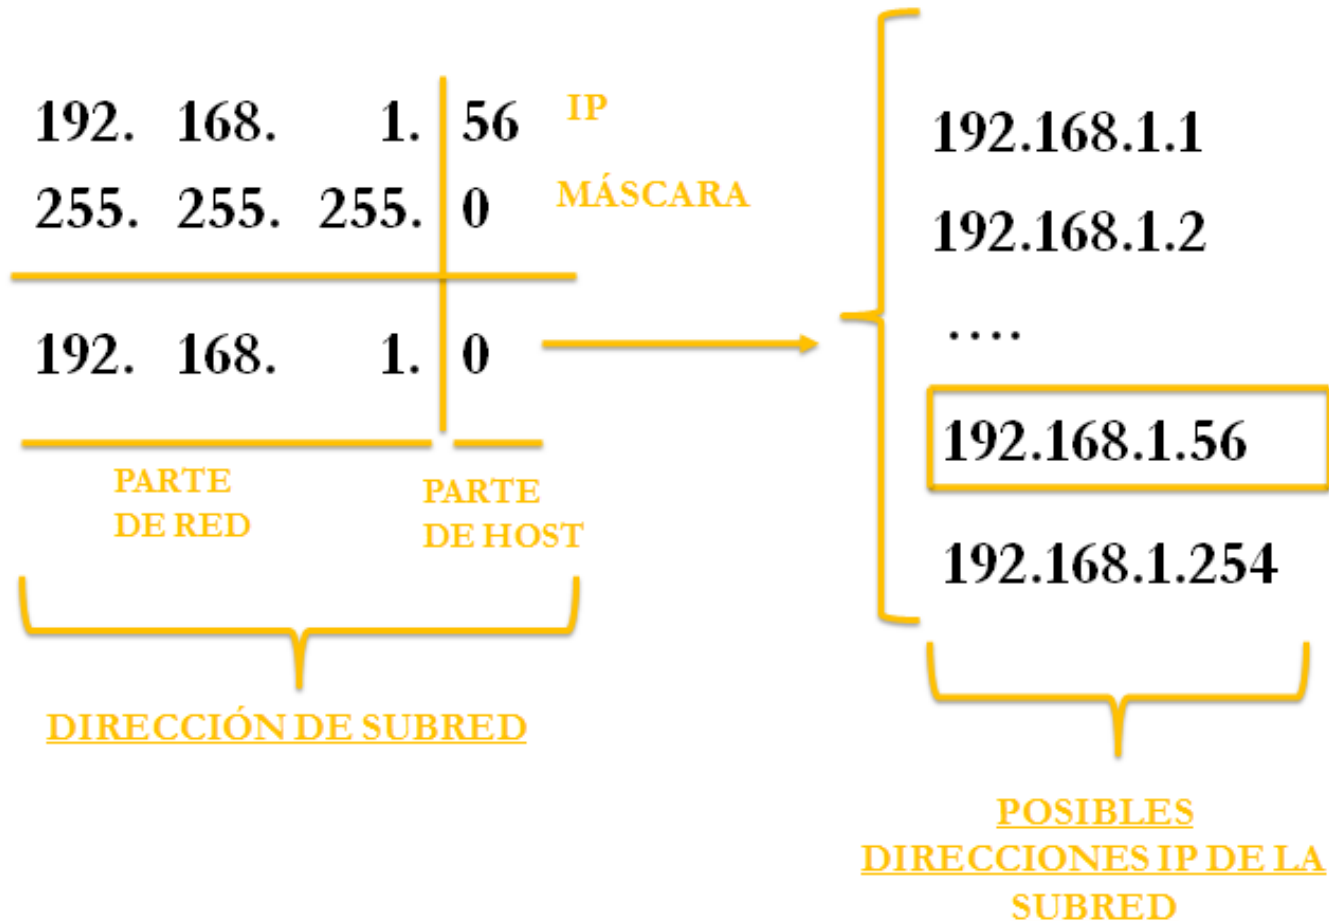 192. 168. 1. 56 IP
255. 255. 255. 0 MÁSCARA
192. 168. 1. 0
PARTE
DE RED
PARTE
DE HOST
DIRECCIÓN DE SUBRED
192.168.1.1
192.168.1.2
....
192.168.1.56
192.168.1.254
POSIBLES
DIRECCIONES IP DE LA
SUBRED